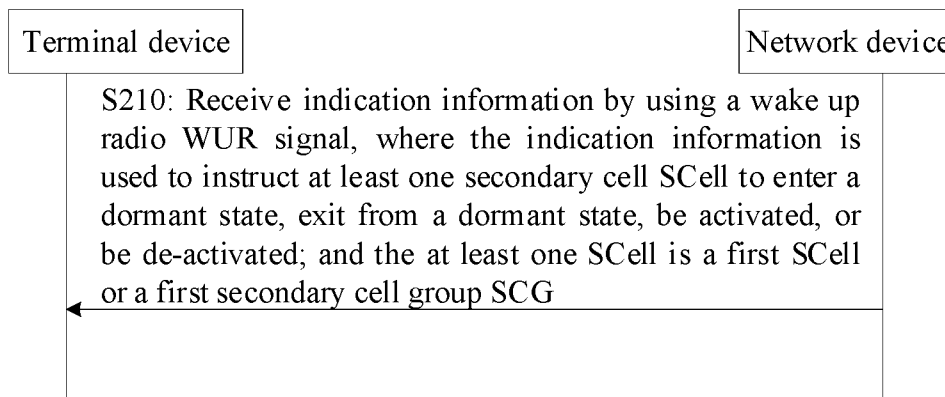 Terminal device
Network device
S210: Receive indication information by using a wake up
radio WUR signal, where the indication information is
used to instruct at least one secondary cell SCell to enter a
dormant state, exit from a dormant state, be activated, or
be de-activated; and the at least one SCell is a first SCell
or a first secondary cell group SCG